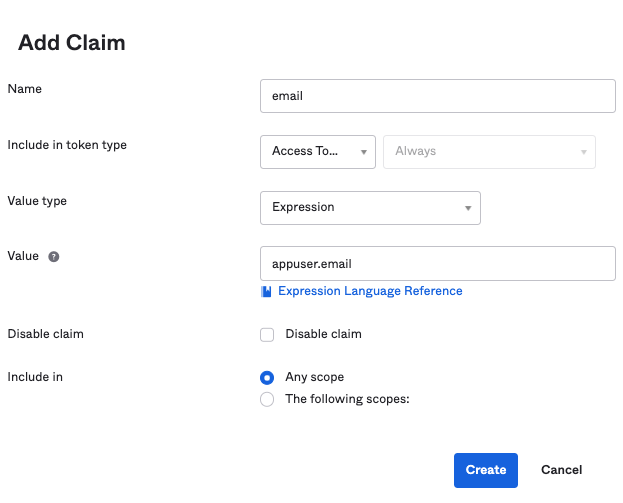 Add Claim
Name
email
Include in token type
Access To...
Always
Value type
Expression
Value ?
appuser.email
Expression Language Reference
Disable claim
Disable claim
Include in
Any scope
The following scopes:
Create
Cancel